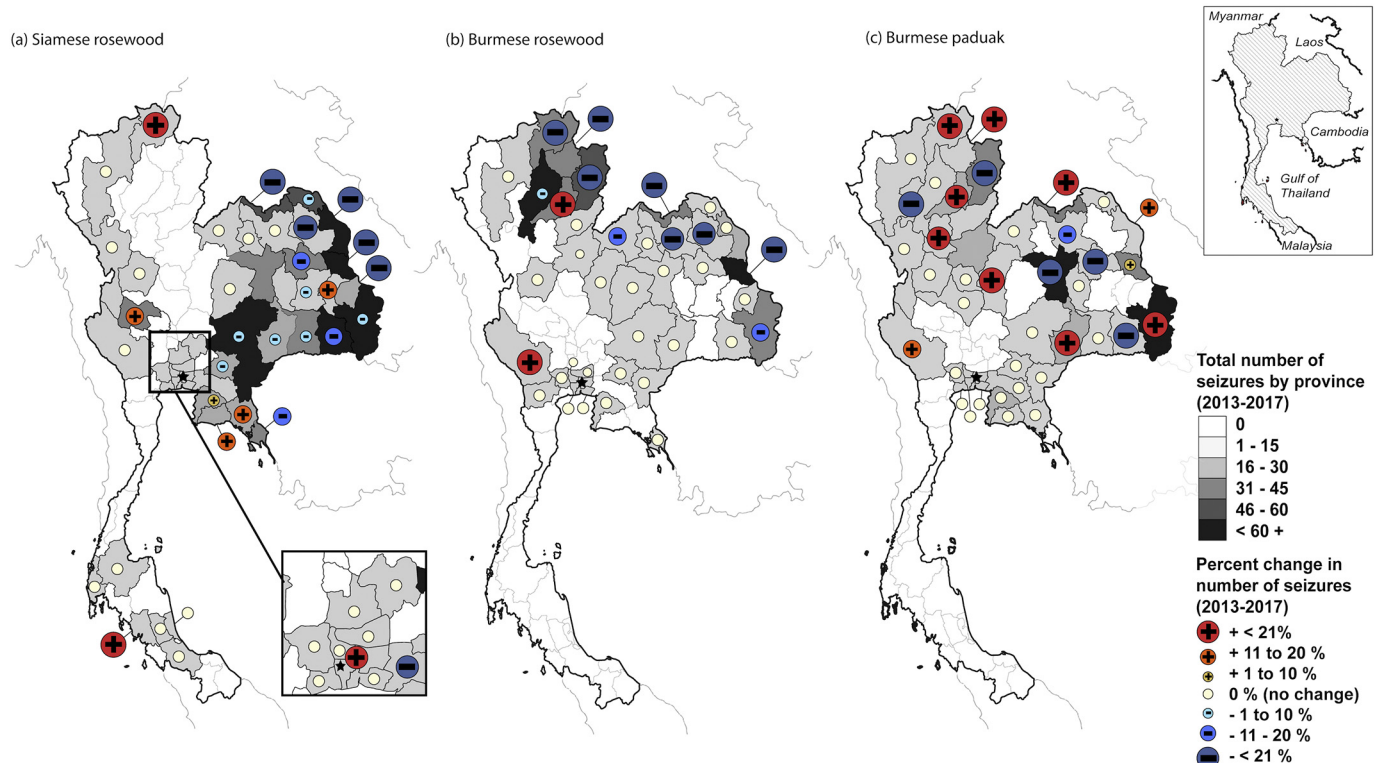 (a) Siamese rosewood
(b) Burmese rosewood
(c) Burmese paduak
Myanmar
Laos
Cambodia
Gulf of
Thailand
Malaysia
Total number of
seizures by province
(2013-2017)
0
1 - 15
16 - 30
31 - 45
46 - 60
< 60 +
Percent change in
number of seizures
(2013-2017)
+ < 21%
+ 11 to 20 %
+ 1 to 10 %
0 % (no change)
- 1 to 10 %
- 11 - 20 %
- < 21 %